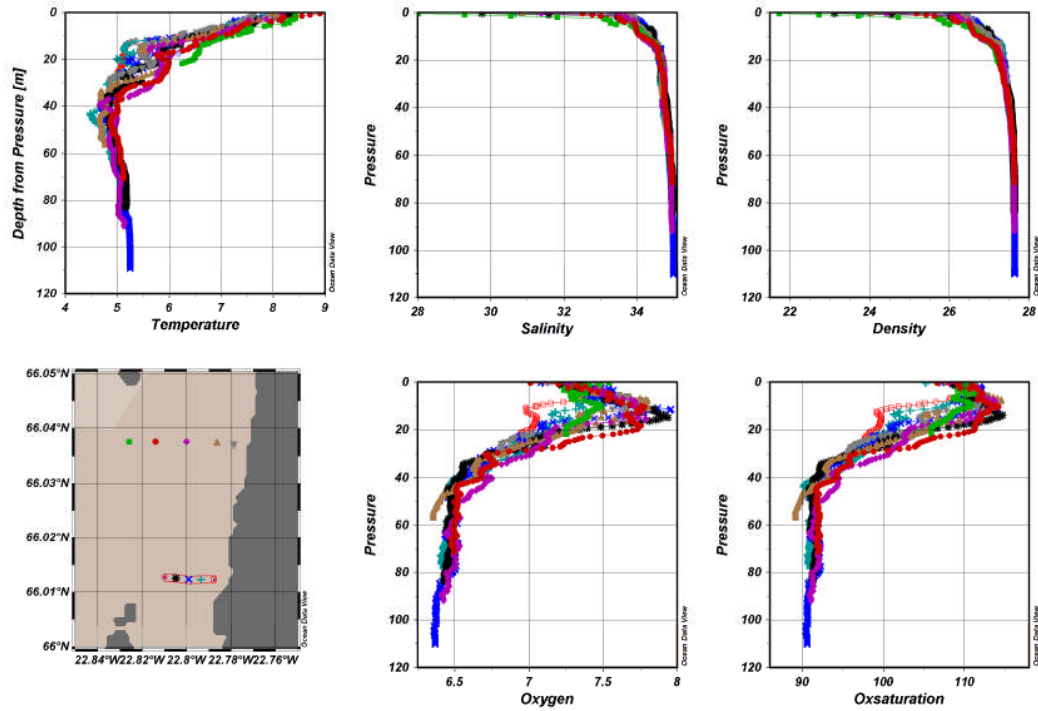 0
20
40
60
80
100
120
Depth from Pressure [m]
4 5 6 7 8 9
Temperature
Ocean Data View
0
20
40
60
80
100
120
Pressure
28 30 32 34
Salinity
Ocean Data View
0
20
40
60
80
100
120
Pressure
22 24 26 28
Density
Ocean Data View
66.05°N
66.04°N
66.03°N
66.02°N
66.01°N
66°N
22.84°W 22.82°W 22.8°W 22.78°W 22.76°W
Ocean Data View
0
20
40
60
80
100
120
Pressure
6.5 7 7.5 8
Oxygen
Ocean Data View
0
20
40
60
80
100
120
Pressure
90 100 110
Oxsaturation
Ocean Data View